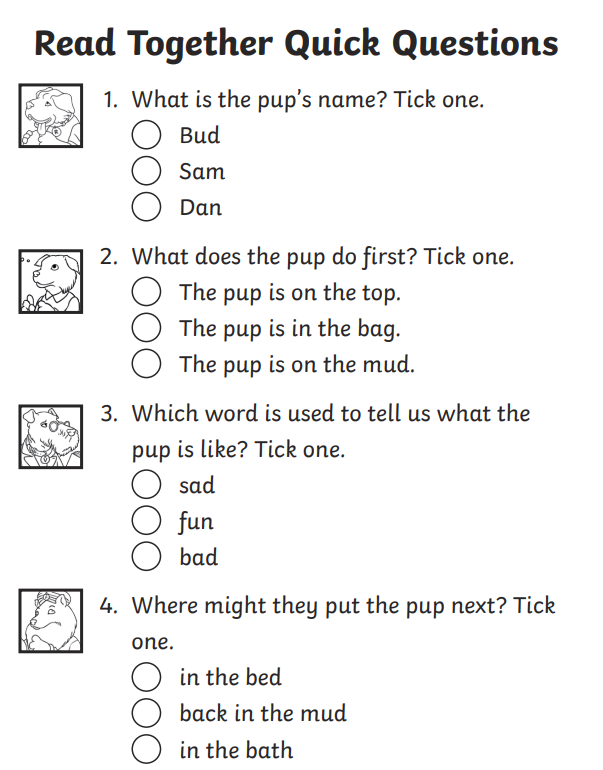 Read Together Quick Questions
1. What is the pup's name? Tick one.
Bud
Sam
Dan
2. What does the pup do first? Tick one.
The pup is on the top.
The pup is in the bag.
The pup is on the mud.
3. Which word is used to tell us what the
pup is like? Tick one.
sad
fun
bad
4. Where might they put the pup next? Tick
one.
in the bed
back in the mud
in the bath